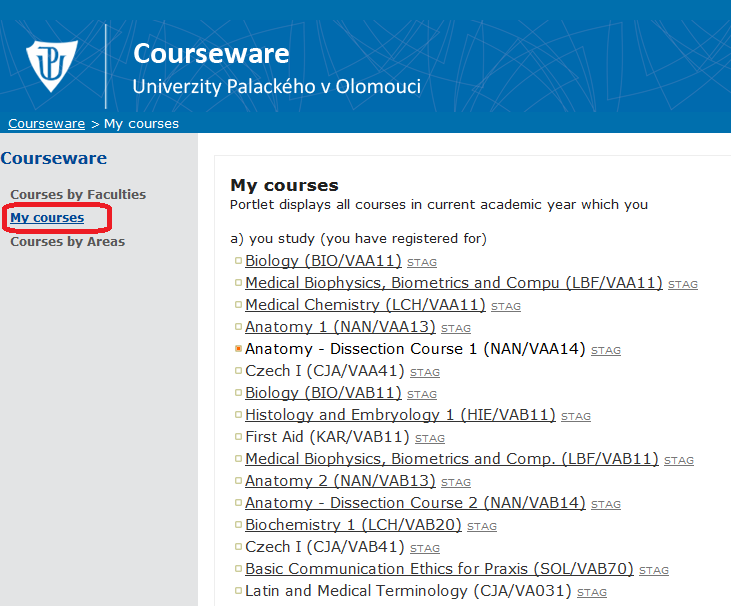 UP
Courseware
Univerzity Palackého v Olomouci
Courseware > My courses
Courseware
Courses by Faculties
My courses
Courses by Areas
My courses
Portlet displays all courses in current academic year which you
a) you study (you have registered for)
Biology (BIO/VAA11) STAG
Medical Biophysics, Biometrics and Compu (LBF/VAA11) STAG
Medical Chemistry (LCH/VAA11) STAG
Anatomy 1 (NAN/VAA13) STAG
Anatomy - Dissection Course 1 (NAN/VAA14) STAG
Czech I (CJA/VAA41) STAG
Biology (BIO/VAB11) STAG
Histology and Embryology 1 (HIE/VAB11) STAG
First Aid (KAR/VAB11) STAG
Medical Biophysics, Biometrics and Comp. (LBF/VAB11) STAG
Anatomy 2 (NAN/VAB13) STAG
Anatomy - Dissection Course 2 (NAN/VAB14) STAG
Biochemistry 1 (LCH/VAB20) STAG
Czech I (CJA/VAB41) STAG
Basic Communication Ethics for Praxis (SOL/VAB70) STAG
Latin and Medical Terminology (CJA/VA031) STAG